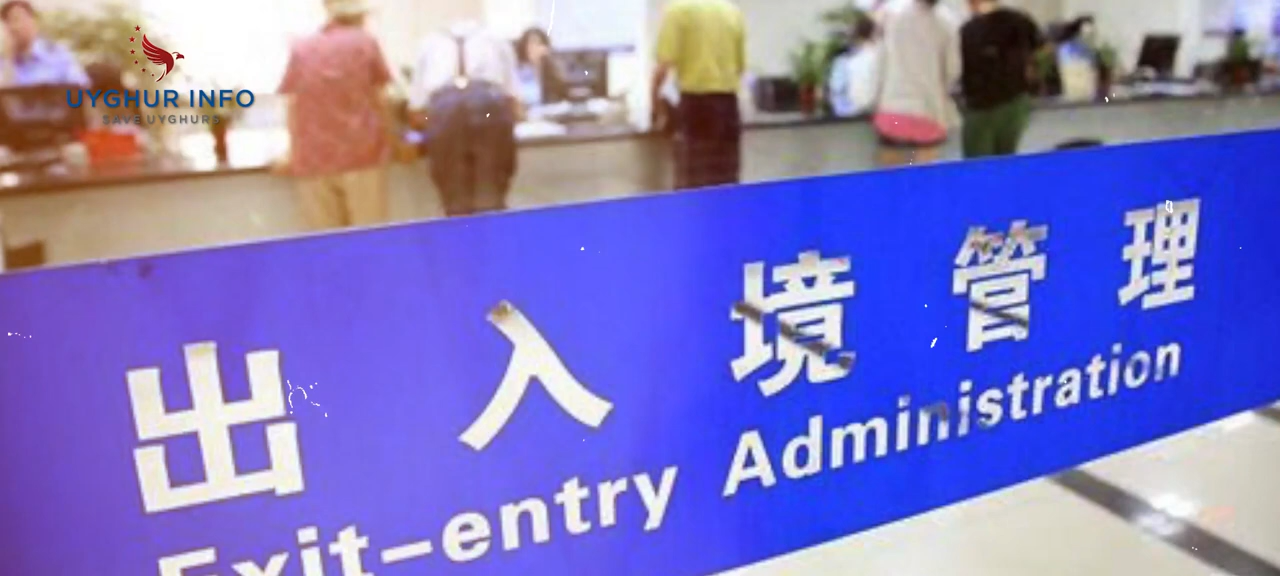 UYGHUR INFO
SAVE UYGHURS
出入境管理
Exit-entry Administration